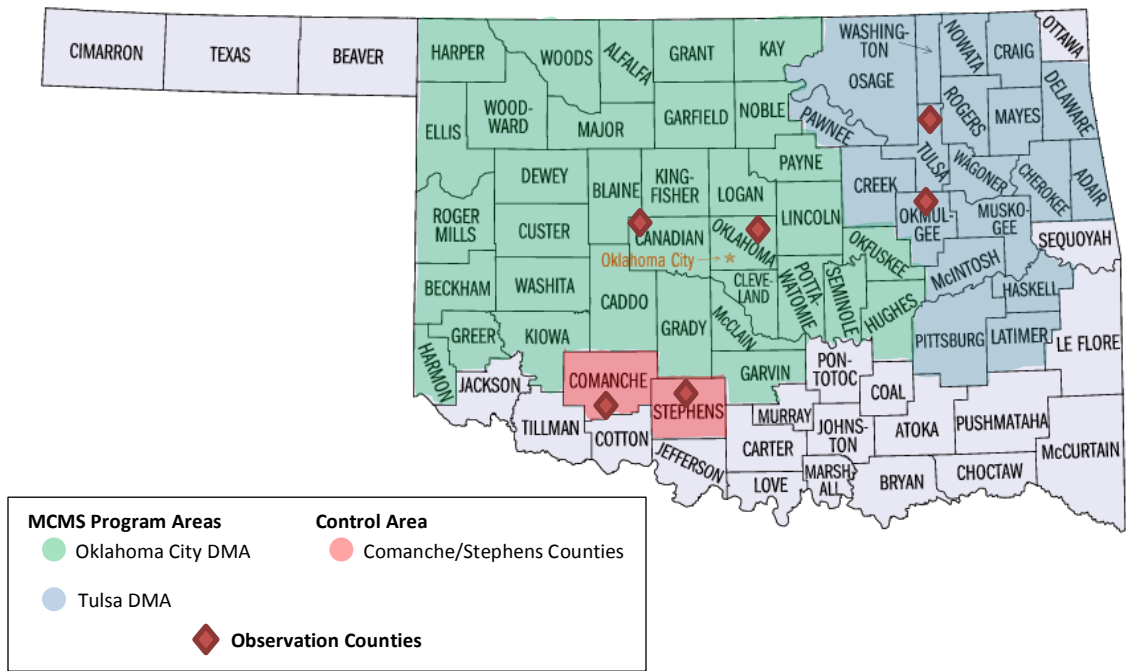 CIMARRON
TEXAS
BEAVER
HARPER
WOODS
ALFALFA
GRANT
KAY
WASHING-
TON
OSAGE
NOWATA
CRAIG
OTTAWA
ELLIS
WOOD-
WARD
MAJOR
GARFIELD
NOBLE
PAWNEE
ROGERS
MAYES
DELAWARE
DEWEY
BLAINE
KING-
FISHER
LOGAN
PAYNE
CREEK
TULSA
WAGONER
CHEROKEE
ADAIR
ROGER
MILLS
CUSTER
CANADIAN
OKLAHOMA
LINCOLN
OKMUL-
GEE
MUSKO-
GEE
SEQUOYAH
Oklahoma City
OKFUSKEE
McINTOSH
BECKHAM
WASHITA
CADDO
GRADY
CLEVE-
LAND
McCLAIN
POTTA-
WATOMIE
SEMINOLE
HUGHES
HASKELL
PITTSBURG
LATIMER
LE FLORE
GREER
KIOWA
HARMON
JACKSON
COMANCHE
STEPHENS
GARVIN
PON-
TOTOC
COAL
TILLMAN
COTTON
JEFFERSON
MURRAY
CARTER
JOHNS-
TON
ATOKA
PUSHMATAHA
McCURTAIN
LOVE
MARSH-
ALL
BRYAN
CHOCTAW
MCMS Program Areas
Control Area
Oklahoma City DMA
Comanche/Stephens Counties
Tulsa DMA
Observation Counties